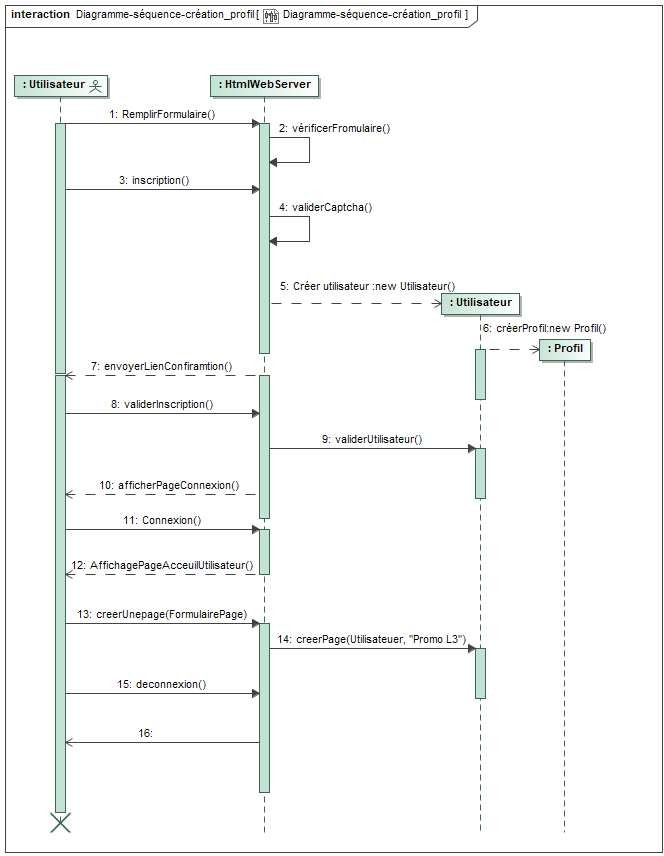 interaction Diagramme-séquence-création_profil[ Diagramme-séquence-création_profil ]
: Utilisateur
: HtmlWebServer
1: RemplirFormulaire()
2: vérificerFromulaire()
3: inscription()
4: validerCaptcha()
5: Créer utilisateur :new Utilisateur()
: Utilisateur
6: créerProfil:new Profil()
: Profil
7: envoyerLienConfiramtion()
8: validerInscription()
9: validerUtilisateur()
10: afficherPageConnexion()
11: Connexion()
12: AffichagePageAcceuilUtilisateur()
13: creerUnepage(FormulairePage)
14: creerPage(Utilisateuer, "Promo L3")
15: deconnexion()
16: